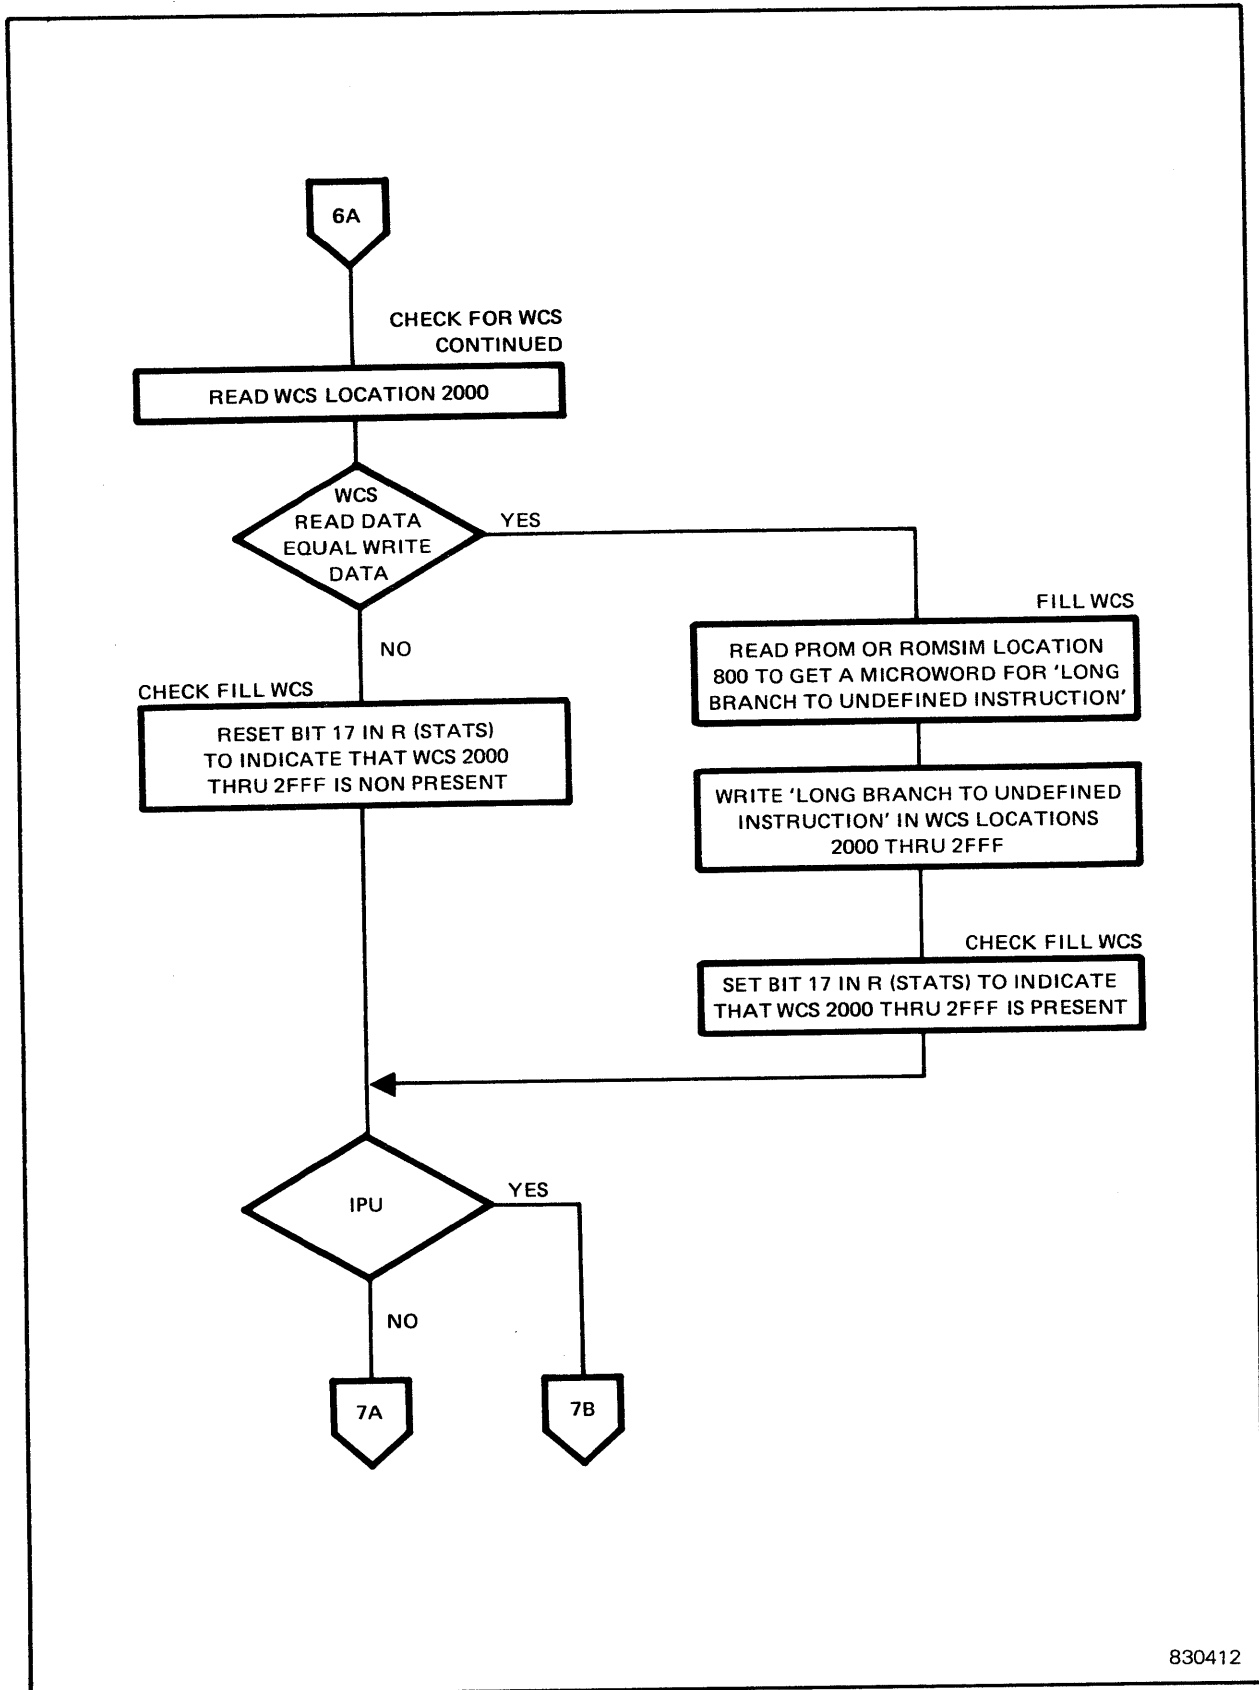 6A
CHECK FOR WCS
CONTINUED
READ WCS LOCATION 2000
WCS
READ DATA
EQUAL WRITE
DATA
YES
NO
FILL WCS
READ PROM OR ROMSIM LOCATION
800 TO GET A MICROWORD FOR 'LONG
BRANCH TO UNDEFINED INSTRUCTION'
CHECK FILL WCS
RESET BIT 17 IN R (STATS)
TO INDICATE THAT WCS 2000
THRU 2FFF IS NON PRESENT
WRITE 'LONG BRANCH TO UNDEFINED
INSTRUCTION' IN WCS LOCATIONS
2000 THRU 2FFF
CHECK FILL WCS
SET BIT 17 IN R (STATS) TO INDICATE
THAT WCS 2000 THRU 2FFF IS PRESENT
IPU
YES
NO
7A
7B
830412